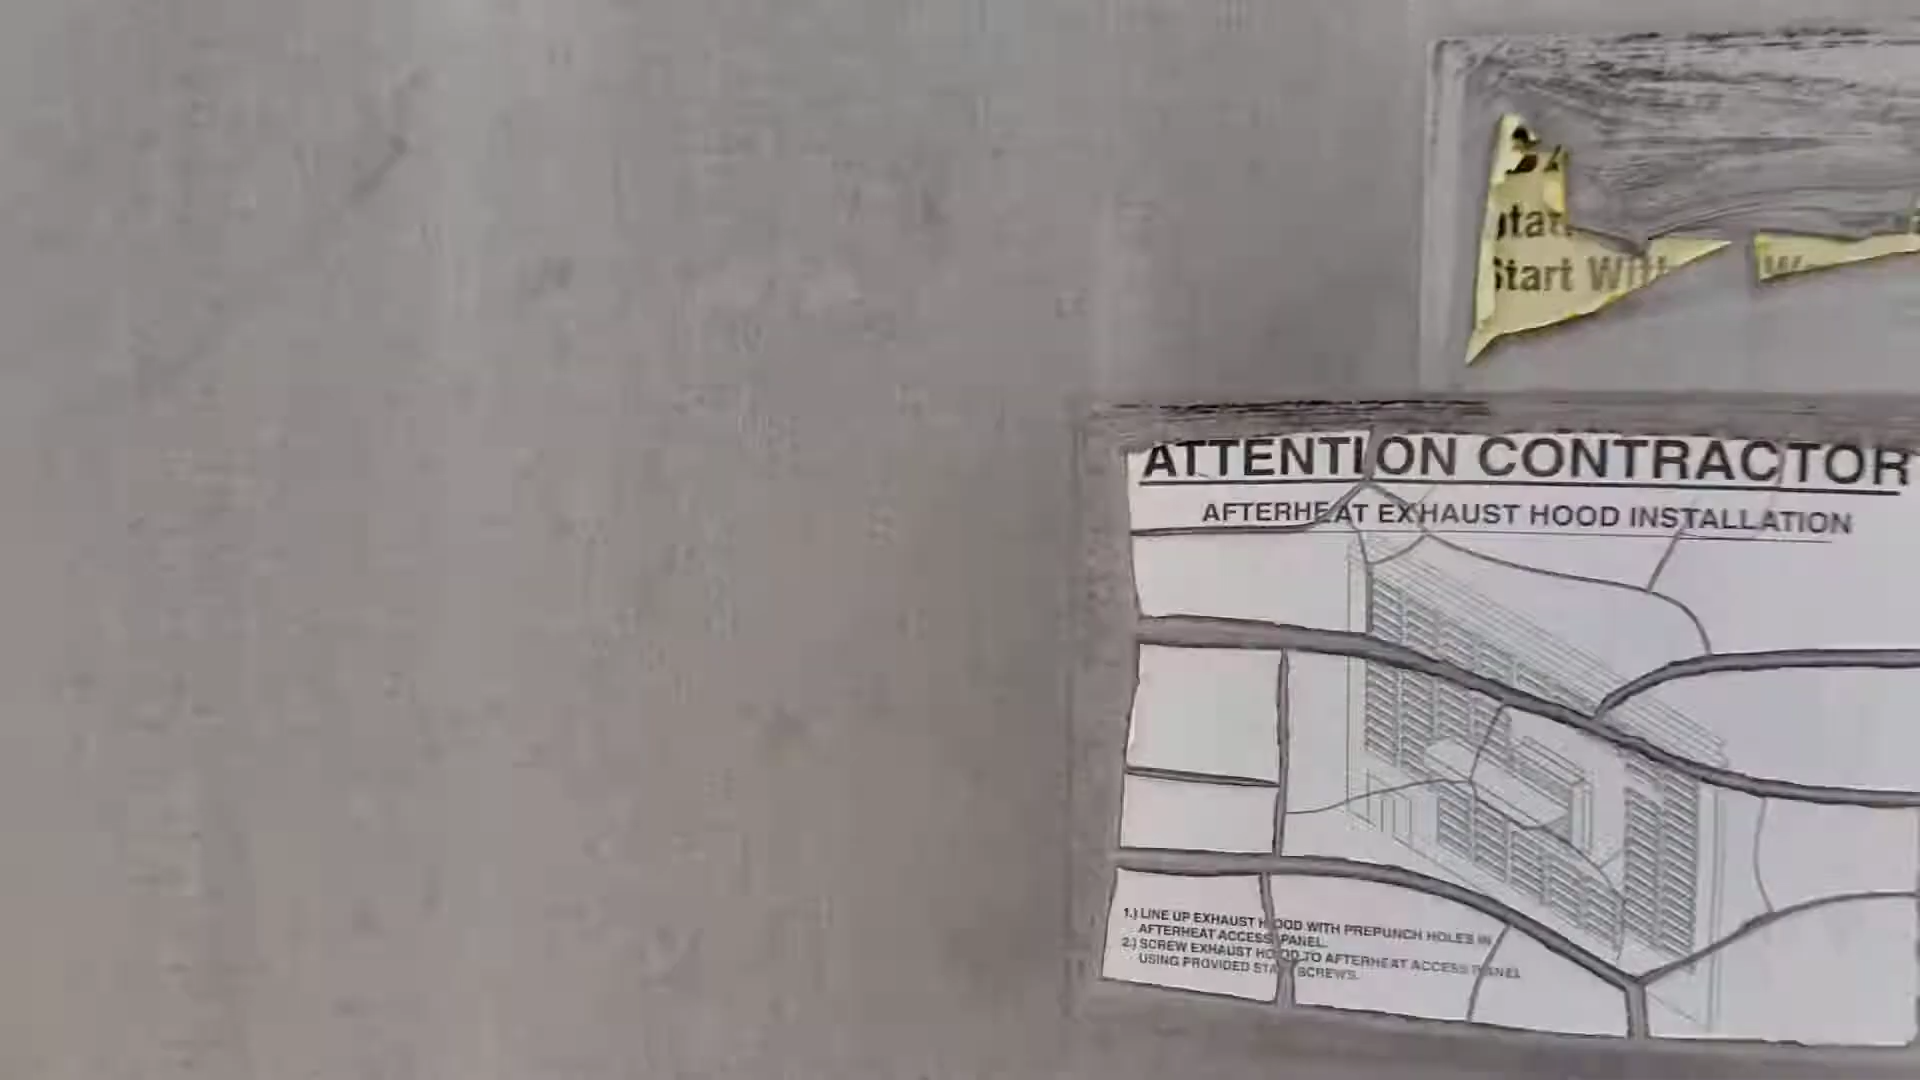 Start With
ATTENTION CONTRACTOR
AFTERHEAT EXHAUST HOOD INSTALLATION
1.) LINE UP EXHAUST HOOD WITH PREPUNCH HOLES IN
AFTERHEAT ACCESS PANEL.
2.) SCREW EXHAUST HOOD TO AFTERHEAT ACCESS PANEL
USING PROVIDED SCREWS.